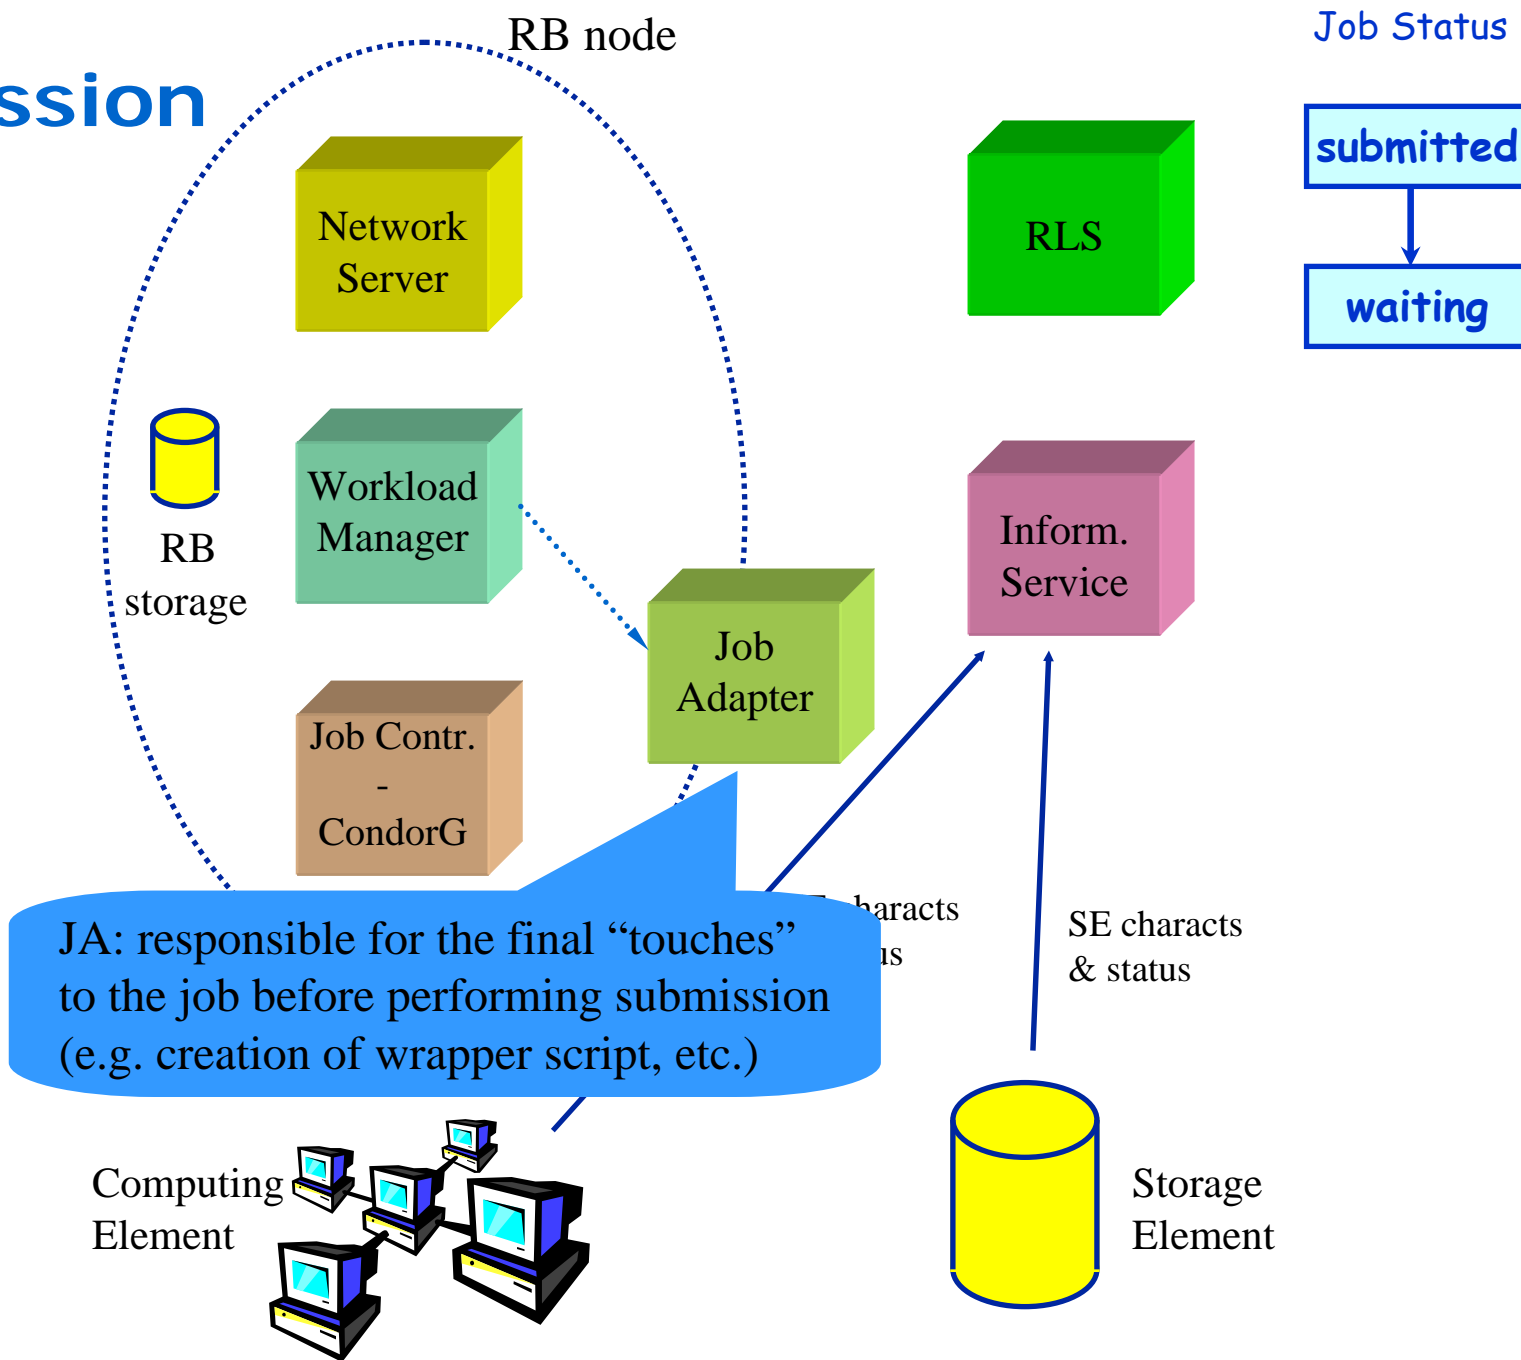 RB node
Job Status
ssion
Network
Server
RLS
submitted
waiting
Workload
Manager
RB
storage
Inform.
Service
Job
Adapter
Job Contr.
-
CondorG
characts
SE characts
& status
JA: responsible for the final “touches”
to the job before performing submission
(e.g. creation of wrapper script, etc.)
Computing
Element
Storage
Element